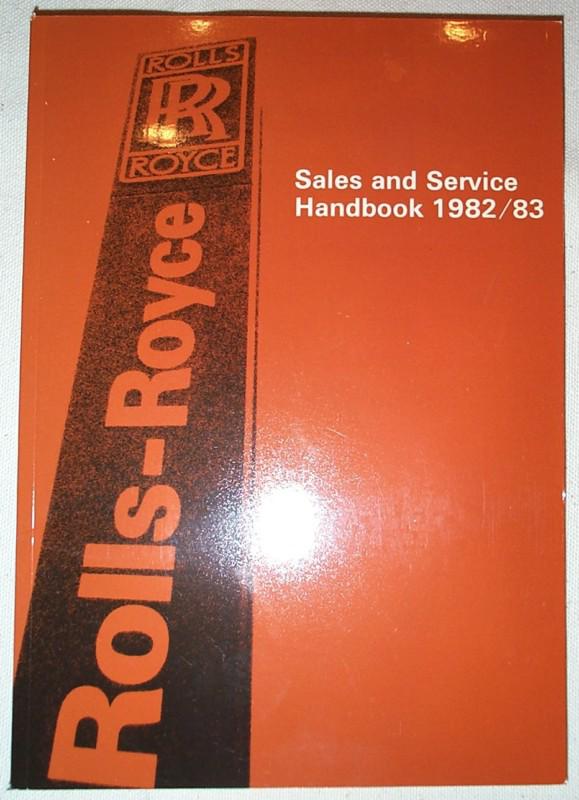 ROLLS
RR
ROYCE
Rolls-Royce
Sales and Service
Handbook 1982/83